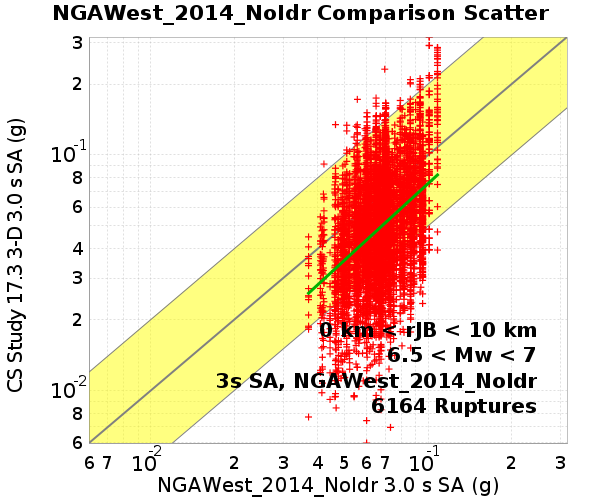 NGAWest_2014_NoIdr Comparison Scatter
CS Study 17.3 3-D 3.0 s SA (g)
3
2
10⁻¹
8
6
4
3
2
10⁻²
8
6
0 km < rJB < 10 km
6.5 < Mw < 7
3s SA, NGAWest_2014_NoIdr
6164 Ruptures
6 7 10⁻² 2 3 4 5 6 7 10⁻¹ 2 3
NGAWest_2014_NoIdr 3.0 s SA (g)